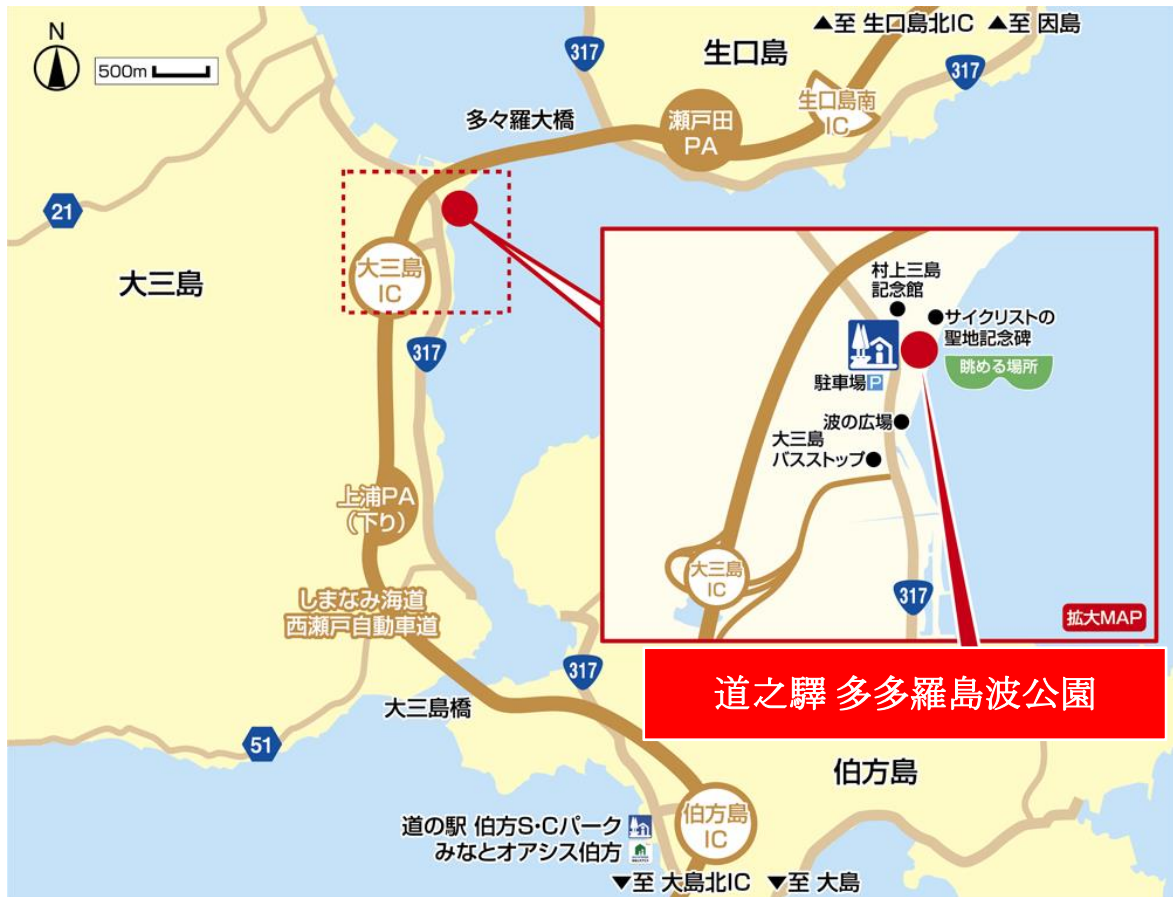 N
500m
▲至 生口島北IC ▲至 因島
317
生口島
317
多々羅大橋
瀬戸田
PA
生口島南
IC
21
大三島
大三島
IC
317
村上三島
記念館
サイクリストの
聖地記念碑
眺める場所
駐車場P
波の広場
大三島
バスストップ
大三島
IC
317
拡大MAP
上浦PA
(下り)
しまなみ海道
西瀬戸自動車道
317
道之驛 多多羅島波公園
大三島橋
51
伯方島
伯方島
IC
道の駅 伯方S・Cパーク
みなとオアシス伯方
▼至 大島北IC ▼至 大島